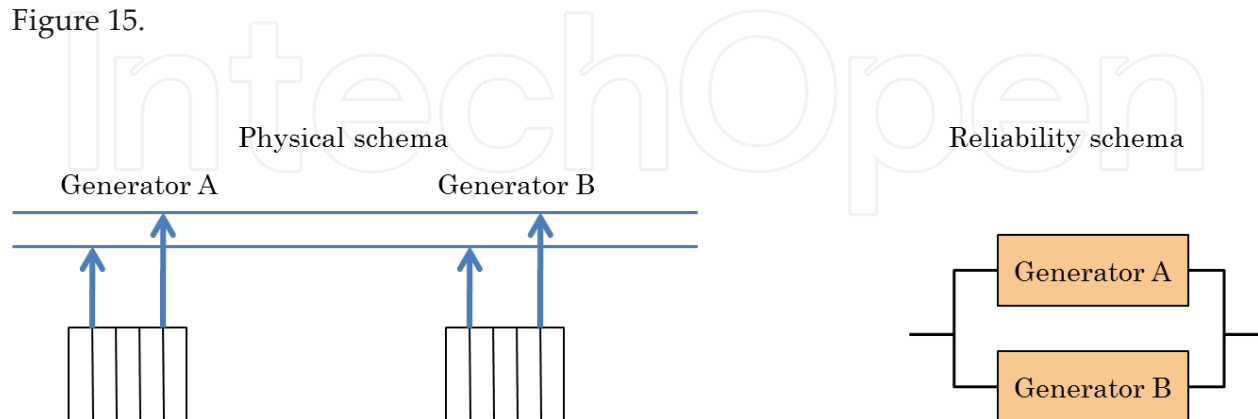 Figure 15.
IntechOpen
Physical schema
Reliability schema
Generator A
Generator B
Generator A
Generator B